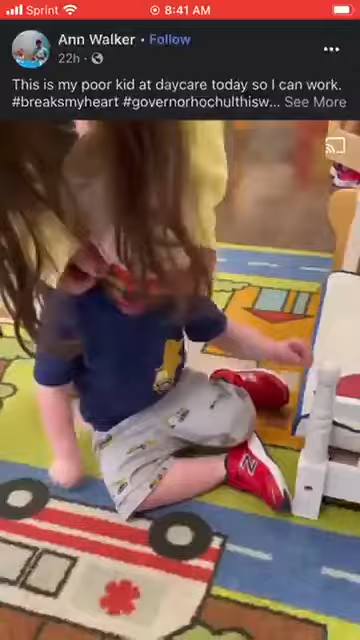 Sprint 8:41 AM
Ann Walker · Follow
22h ·
This is my poor kid at daycare today so I can work.
#breaksmyheart #governorhochulthisw... See More
N